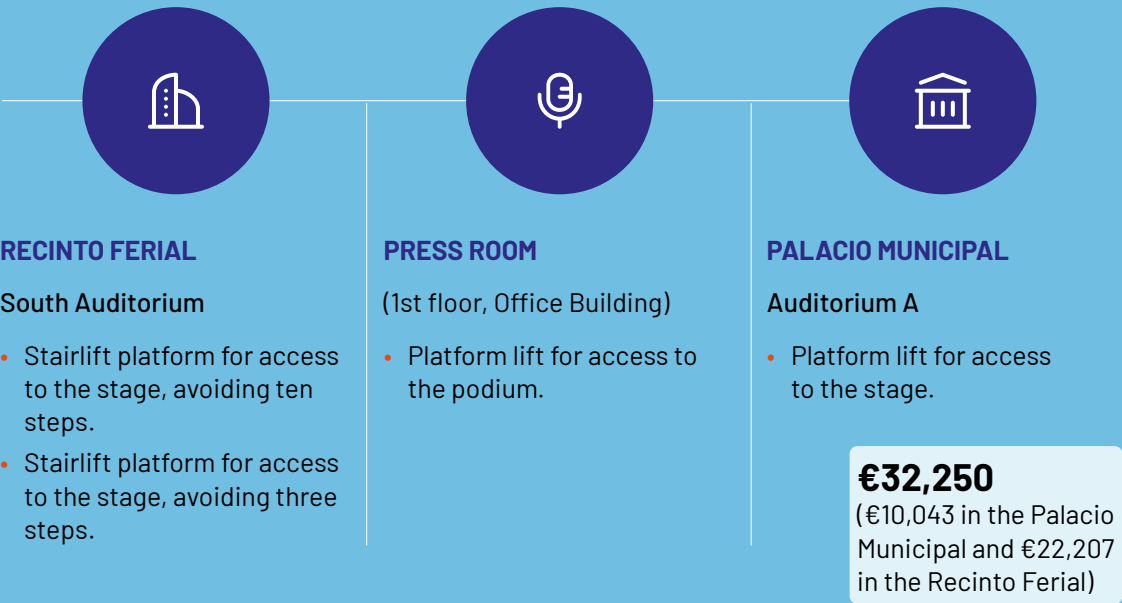 RECINTO FERIAL
South Auditorium
• Stairlift platform for access
to the stage, avoiding ten
steps.
• Stairlift platform for access
to the stage, avoiding three
steps.
PRESS ROOM
(1st floor, Office Building)
• Platform lift for access to
the podium.
PALACIO MUNICIPAL
Auditorium A
• Platform lift for access
to the stage.
€32,250
(€10,043 in the Palacio
Municipal and €22,207
in the Recinto Ferial)